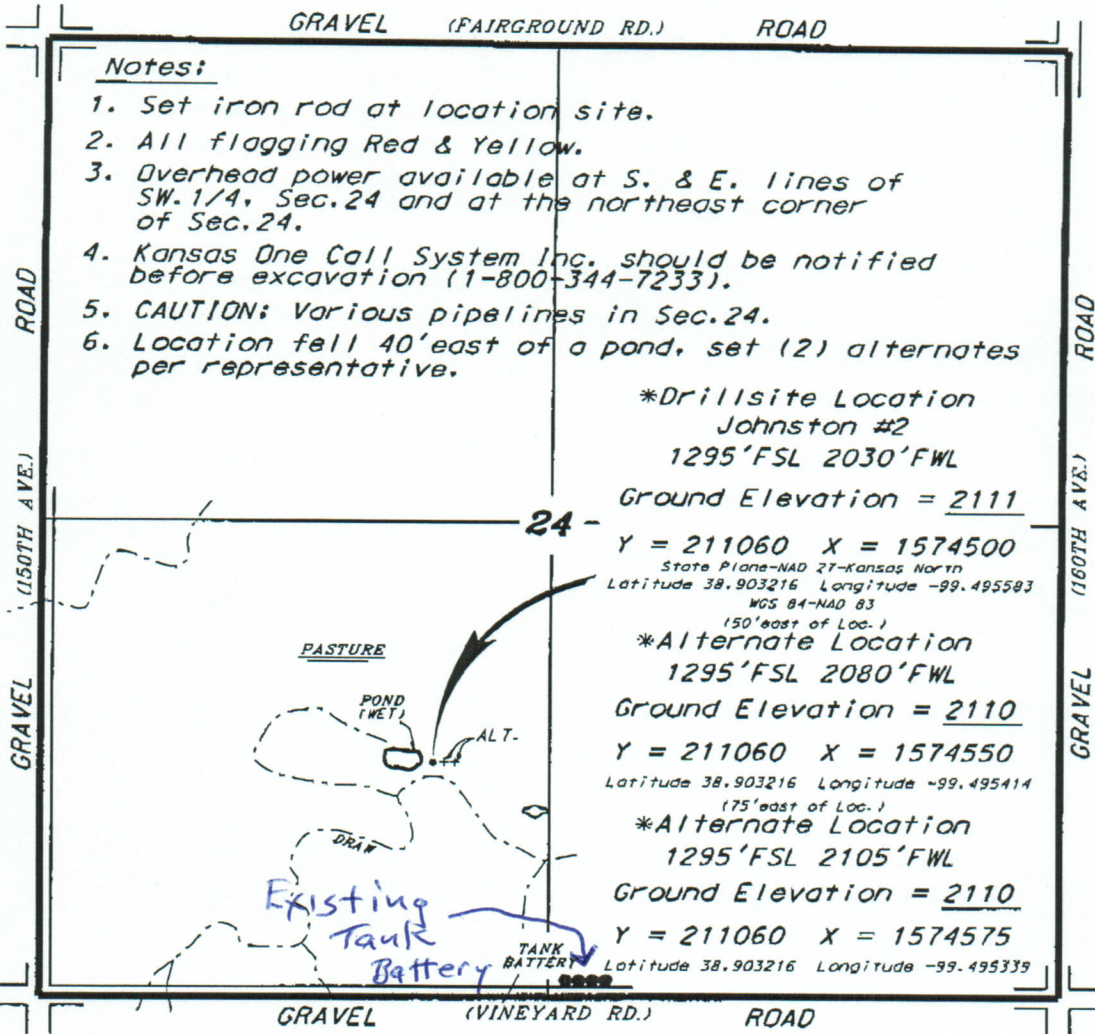 GRAVEL (FAIRGROUND RD.) ROAD
Notes:
1. Set iron rod at location site.
2. All flagging Red & Yellow.
3. Overhead power available at S. & E. lines of
SW.1/4, Sec.24 and at the northeast corner
of Sec.24.
4. Kansas One Call System Inc. should be notified
before excavation (1-800-344-7233).
5. CAUTION: Various pipelines in Sec.24.
6. Location fell 40'east of a pond, set (2) alternates
per representative.
GRAVEL (150TH AVE.) ROAD
GRAVEL (160TH AVE.) ROAD
*Drillsite Location
Johnston #2
1295'FSL 2030'FWL
Ground Elevation = 2111
24
Y = 211060 X = 1574500
State Plane-NAD 27-Kansas North
Latitude 38.903216 Longitude -99.495583
WGS 84-NAD 83
(50'east of Loc.)
*Alternate Location
1295'FSL 2080'FWL
Ground Elevation = 2110
Y = 211060 X = 1574550
Latitude 38.903216 Longitude -99.495414
(75'east of Loc.)
*Alternate Location
1295'FSL 2105'FWL
Ground Elevation = 2110
Y = 211060 X = 1574575
Latitude 38.903216 Longitude -99.495339
PASTURE
POND
(WET)
ALT.
DRAW
Existing
Tank
Battery
TANK
BATTERY
GRAVEL (VINEYARD RD.) ROAD